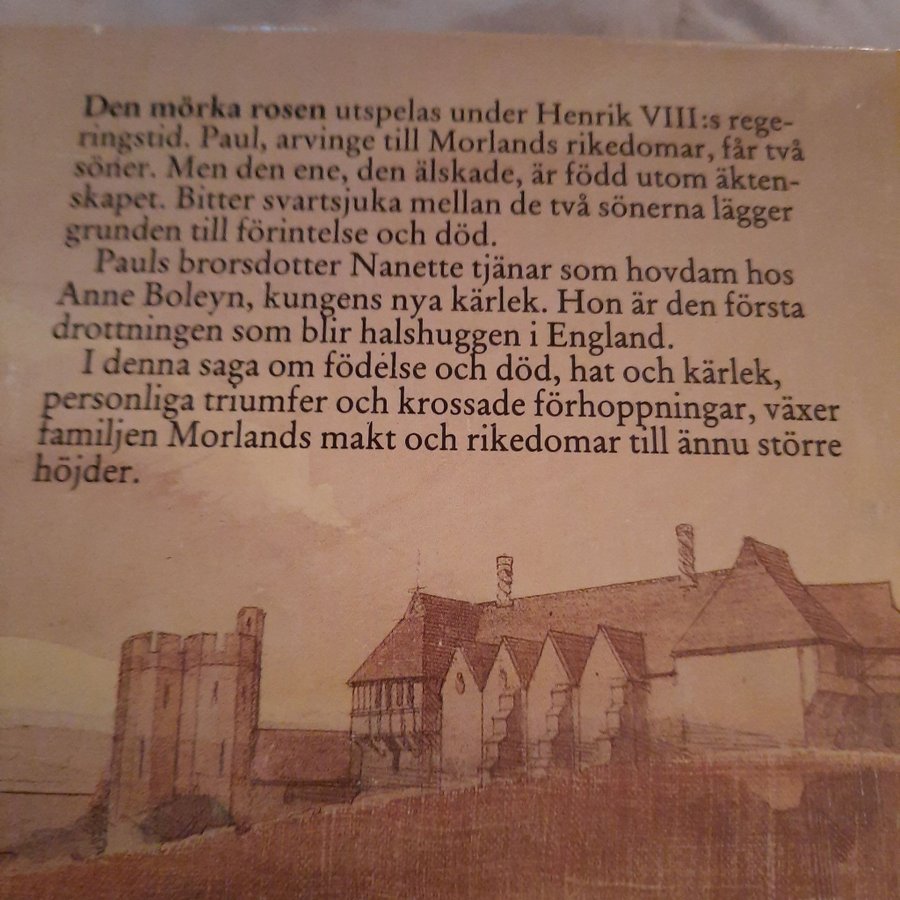 Den mörka rosen utspelas under Henrik VIII:s rege-
ringstid. Paul, arvinge till Morlands rikedomar, får två
söner. Men den ene, den älskade, är född utom äkten-
skapet. Bitter svartsjuka mellan de två sönerna lägger
grunden till förintelse och död.
Pauls brorsdotter Nanette tjänar som hovdam hos
Anne Boleyn, kungens nya kärlek. Hon är den första
drottningen som blir halshuggen i England.
I denna saga om födelse och död, hat och kärlek,
personliga triumfer och krossade förhoppningar, växer
familjen Morlands makt och rikedomar till ännu större
höjder.